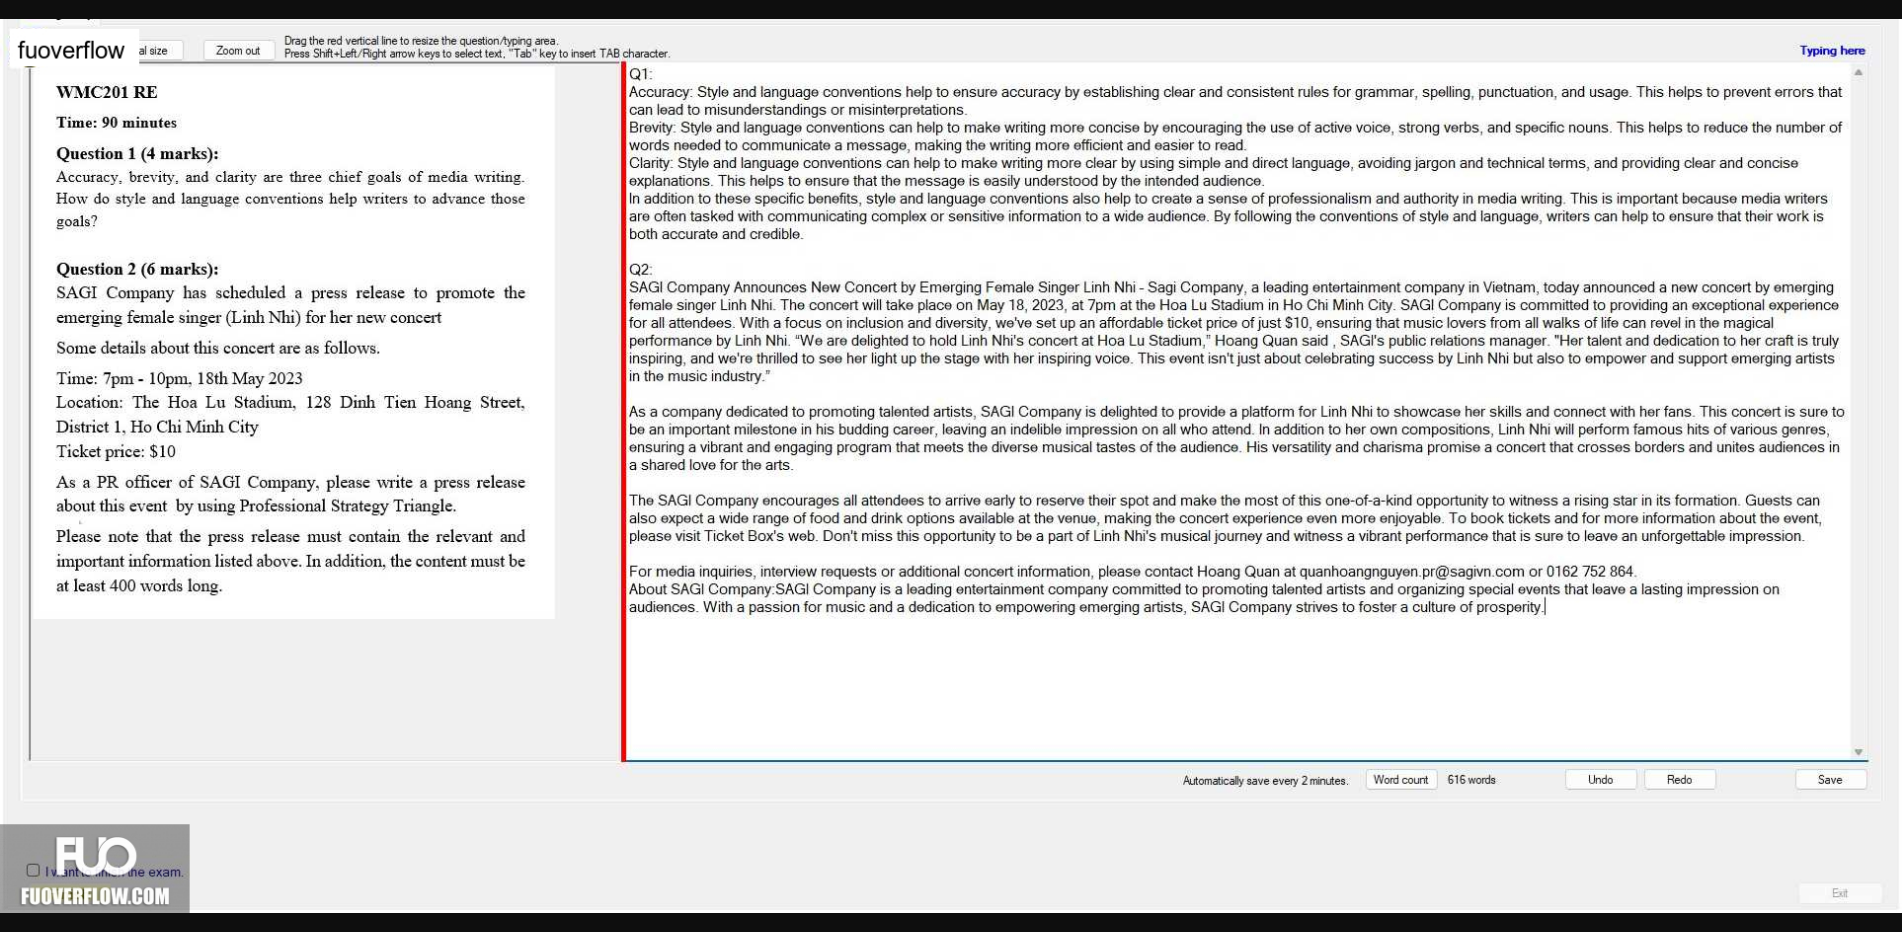 fuoverflow
al size
Zoom out
Drag the red vertical line to resize the question/typing area.
Press Shift+Left/Right arrow keys to select text, "Tab" key to insert TAB character.
Typing here
WMC201 RE
Time: 90 minutes
Question 1 (4 marks):
Accuracy, brevity, and clarity are three chief goals of media writing.
How do style and language conventions help writers to advance those
goals?
Question 2 (6 marks):
SAGI Company has scheduled a press release to promote the
emerging female singer (Linh Nhi) for her new concert
Some details about this concert are as follows.
Time: 7pm - 10pm, 18th May 2023
Location: The Hoa Lu Stadium, 128 Dinh Tien Hoang Street,
District 1, Ho Chi Minh City
Ticket price: $10
As a PR officer of SAGI Company, please write a press release
about this event by using Professional Strategy Triangle.
Please note that the press release must contain the relevant and
important information listed above. In addition, the content must be
at least 400 words long.
Q1:
Accuracy: Style and language conventions help to ensure accuracy by establishing clear and consistent rules for grammar, spelling, punctuation, and usage. This helps to prevent errors that
can lead to misunderstandings or misinterpretations.
Brevity: Style and language conventions can help to make writing more concise by encouraging the use of active voice, strong verbs, and specific nouns. This helps to reduce the number of
words needed to communicate a message, making the writing more efficient and easier to read.
Clarity: Style and language conventions can help to make writing more clear by using simple and direct language, avoiding jargon and technical terms, and providing clear and concise
explanations. This helps to ensure that the message is easily understood by the intended audience.
In addition to these specific benefits, style and language conventions also help to create a sense of professionalism and authority in media writing. This is important because media writers
are often tasked with communicating complex or sensitive information to a wide audience. By following the conventions of style and language, writers can help to ensure that their work is
both accurate and credible.
Q2:
SAGI Company Announces New Concert by Emerging Female Singer Linh Nhi - Sagi Company, a leading entertainment company in Vietnam, today announced a new concert by emerging
female singer Linh Nhi. The concert will take place on May 18, 2023, at 7pm at the Hoa Lu Stadium in Ho Chi Minh City. SAGI Company is committed to providing an exceptional experience
for all attendees. With a focus on inclusion and diversity, we've set up an affordable ticket price of just $10, ensuring that music lovers from all walks of life can revel in the magical
performance by Linh Nhi. “We are delighted to hold Linh Nhi's concert at Hoa Lu Stadium,” Hoang Quan said , SAGI's public relations manager. "Her talent and dedication to her craft is truly
inspiring, and we're thrilled to see her light up the stage with her inspiring voice. This event isn't just about celebrating success by Linh Nhi but also to empower and support emerging artists
in the music industry.”
As a company dedicated to promoting talented artists, SAGI Company is delighted to provide a platform for Linh Nhi to showcase her skills and connect with her fans. This concert is sure to
be an important milestone in his budding career, leaving an indelible impression on all who attend. In addition to her own compositions, Linh Nhi will perform famous hits of various genres,
ensuring a vibrant and engaging program that meets the diverse musical tastes of the audience. His versatility and charisma promise a concert that crosses borders and unites audiences in
a shared love for the arts.
The SAGI Company encourages all attendees to arrive early to reserve their spot and make the most of this one-of-a-kind opportunity to witness a rising star in its formation. Guests can
also expect a wide range of food and drink options available at the venue, making the concert experience even more enjoyable. To book tickets and for more information about the event,
please visit Ticket Box's web. Don't miss this opportunity to be a part of Linh Nhi's musical journey and witness a vibrant performance that is sure to leave an unforgettable impression.
For media inquiries, interview requests or additional concert information, please contact Hoang Quan at quanhoangnguyen.pr@sagivn.com or 0162 752 864.
About SAGI Company:SAGI Company is a leading entertainment company committed to promoting talented artists and organizing special events that leave a lasting impression on
audiences. With a passion for music and a dedication to empowering emerging artists, SAGI Company strives to foster a culture of prosperity.
Automatically save every 2 minutes.
Word count
616 words
Undo
Redo
Save
FUO
I want to finish the exam.
FUOVERFLOW.COM
Exit